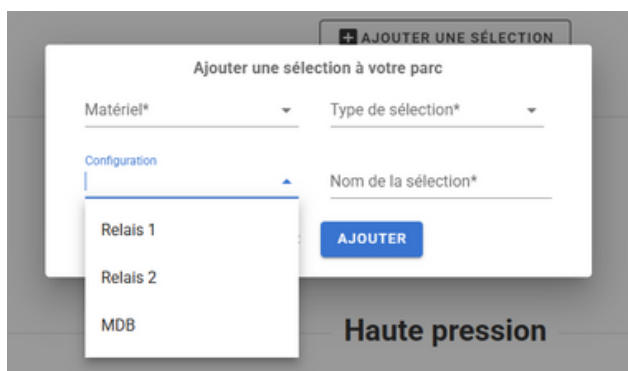 AJOUTER UNE SÉLECTION
Ajouter une sélection à votre parc
Matériel*
Type de sélection*
Configuration
Nom de la sélection*
Relais 1
AJOUTER
Relais 2
MDB
Haute pression